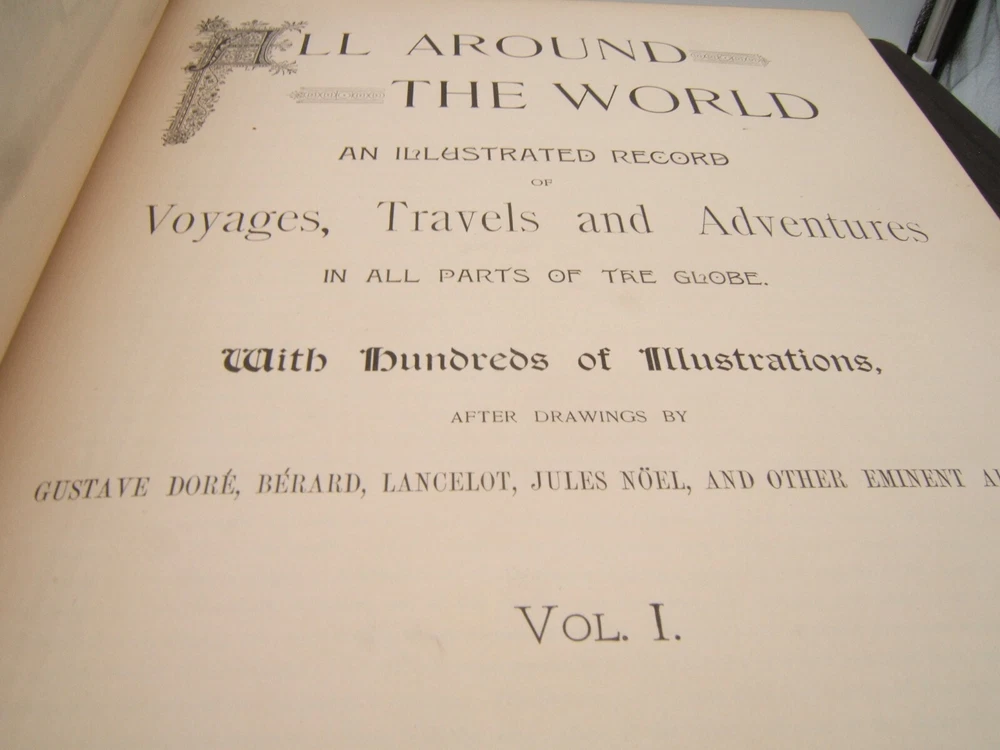 ALL AROUND
THE WORLD
AN ILLUSTRATED RECORD
OF
Voyages, Travels and Adventures
IN ALL PARTS OF THE GLOBE.
With Hundreds of Illustrations,
AFTER DRAWINGS BY
GUSTAVE DORÉ, BÉRARD, LANCELOT, JULES NÖEL, AND OTHER EMINENT
VOL. I.